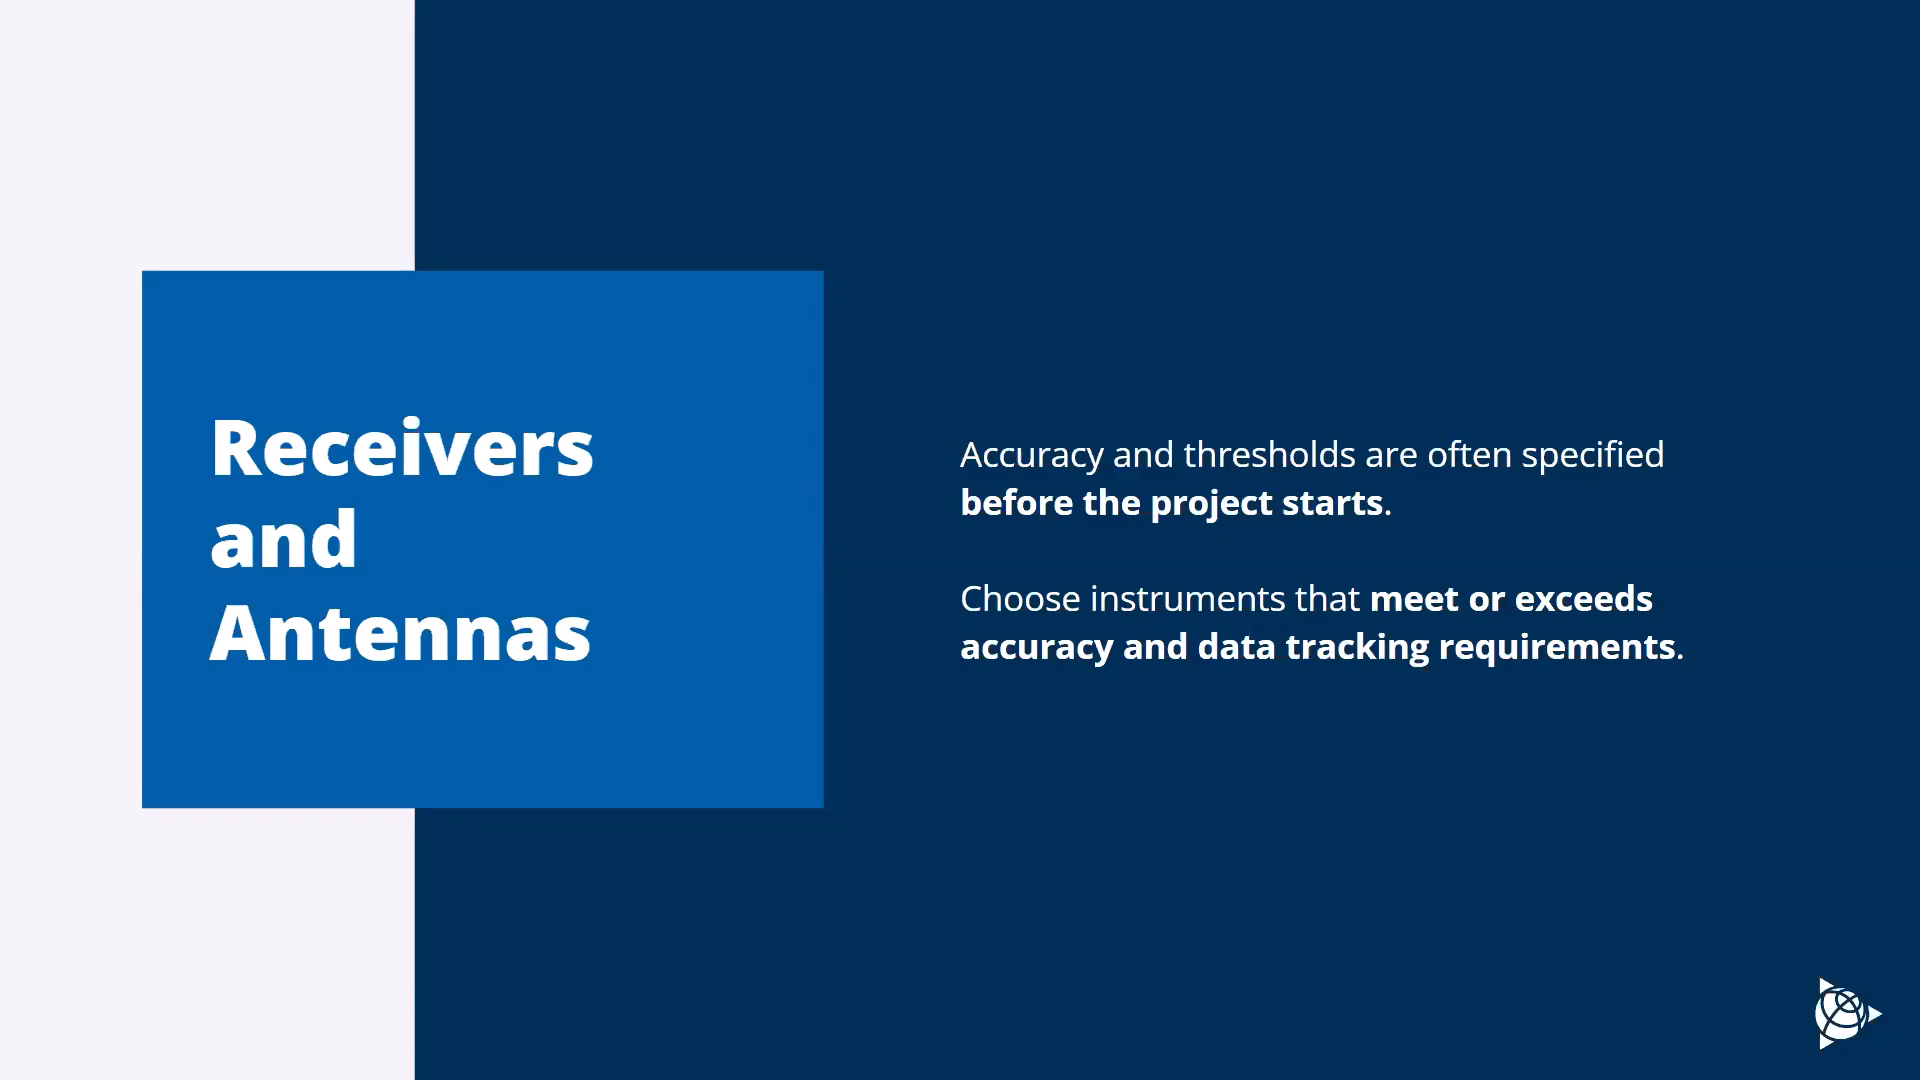 Receivers
and
Antennas
Accuracy and thresholds are often specified
before the project starts.
Choose instruments that meet or exceeds
accuracy and data tracking requirements.